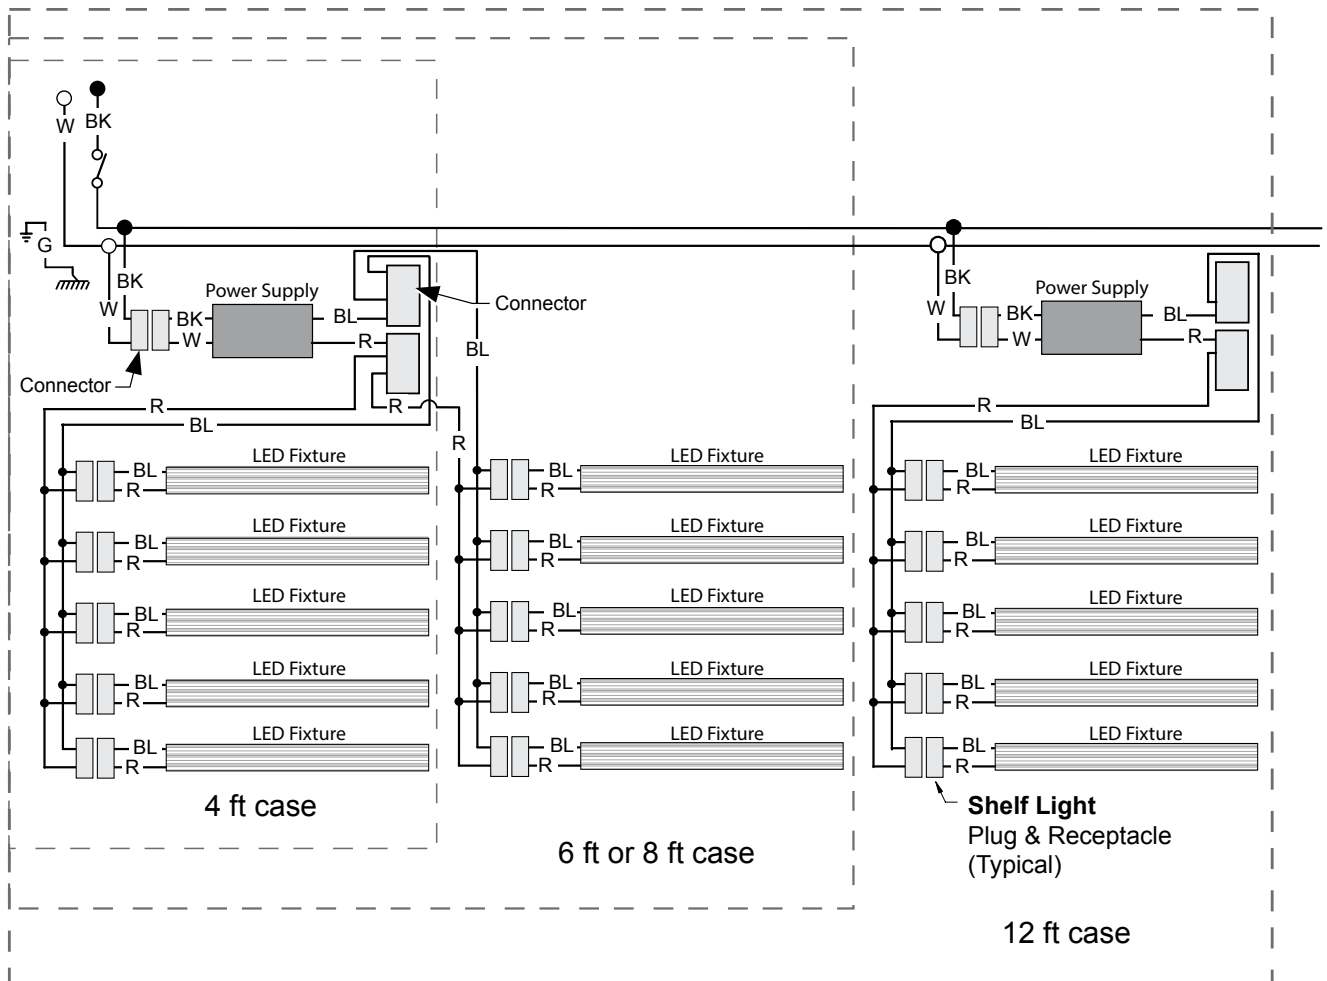 W
BK
G
BK
W
BK
W
Power Supply
BL
R
Connector
Connector
BL
R
BL
R
R
BK
W
BK
W
Power Supply
BL
R
R
BL
LED Fixture
BL
R
LED Fixture
BL
R
LED Fixture
BL
R
LED Fixture
BL
R
LED Fixture
BL
R
4 ft case
LED Fixture
BL
R
LED Fixture
BL
R
LED Fixture
BL
R
LED Fixture
BL
R
LED Fixture
BL
R
6 ft or 8 ft case
LED Fixture
BL
R
LED Fixture
BL
R
LED Fixture
BL
R
LED Fixture
BL
R
LED Fixture
BL
R
Shelf Light
Plug & Receptacle
(Typical)
12 ft case